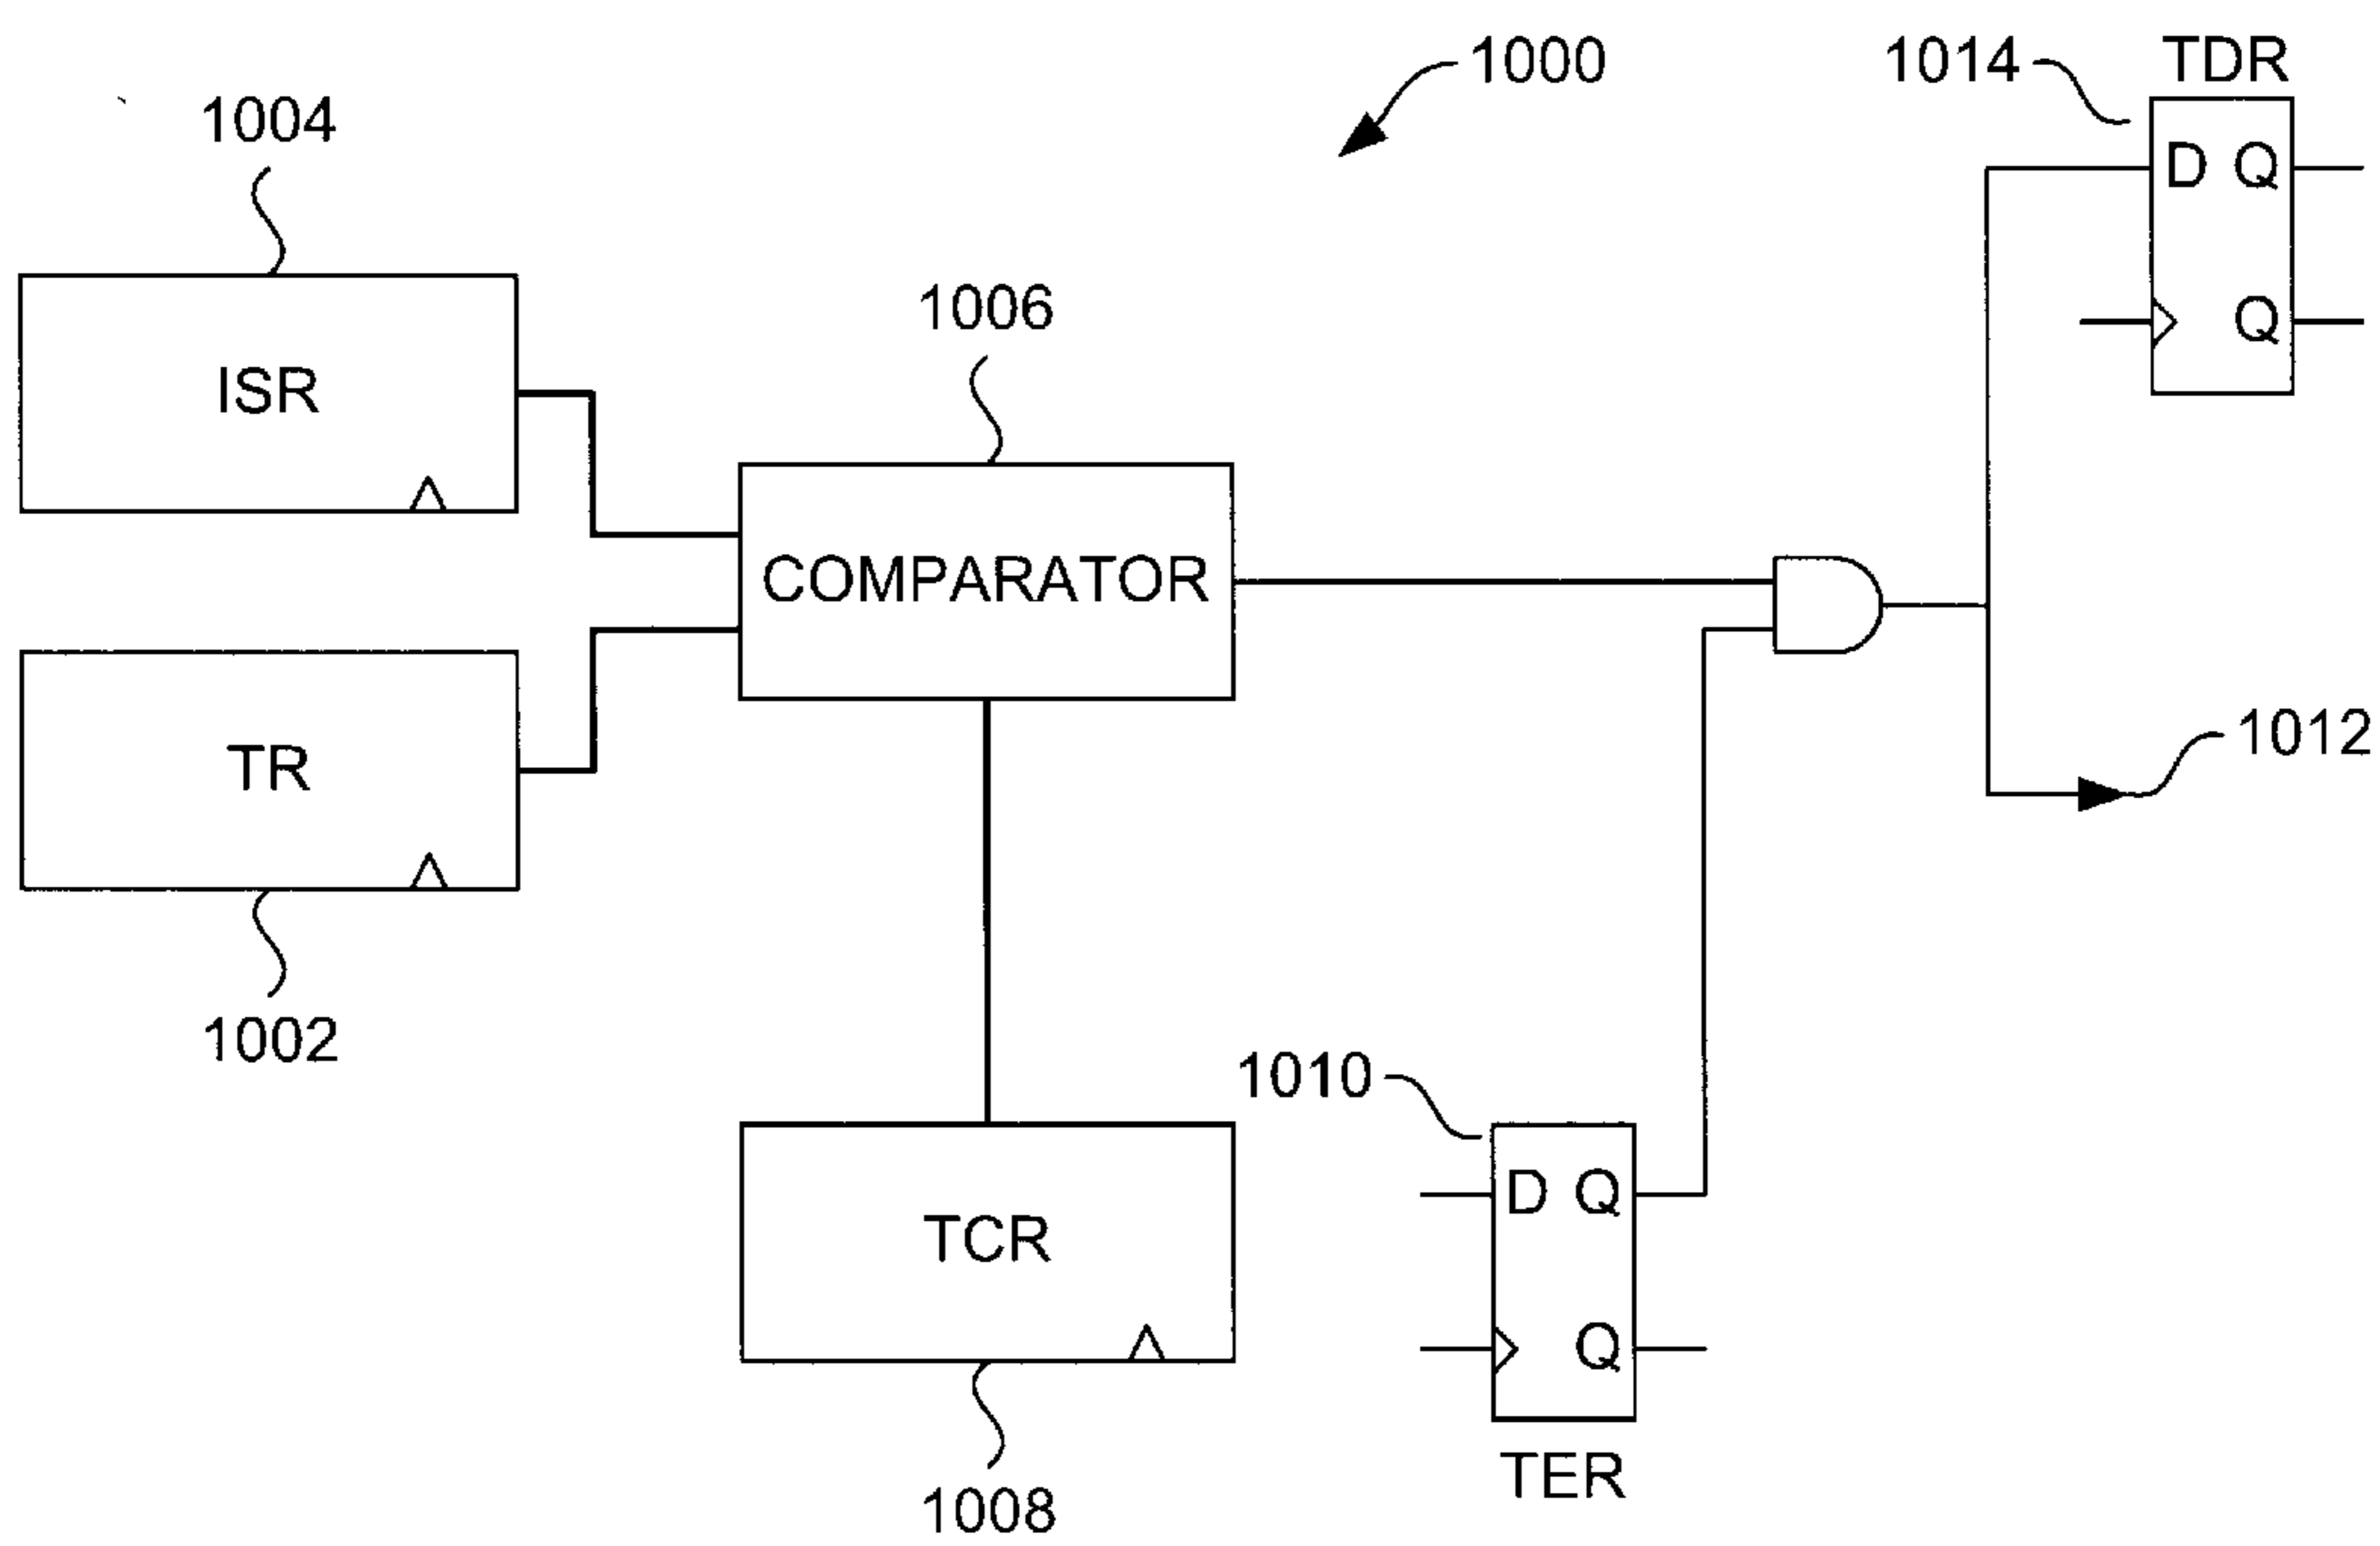 1000
1014
TDR
1004
D Q
Q
1006
ISR
COMPARATOR
TR
1012
1002
1010
D Q
TCR
Q
TER
1008